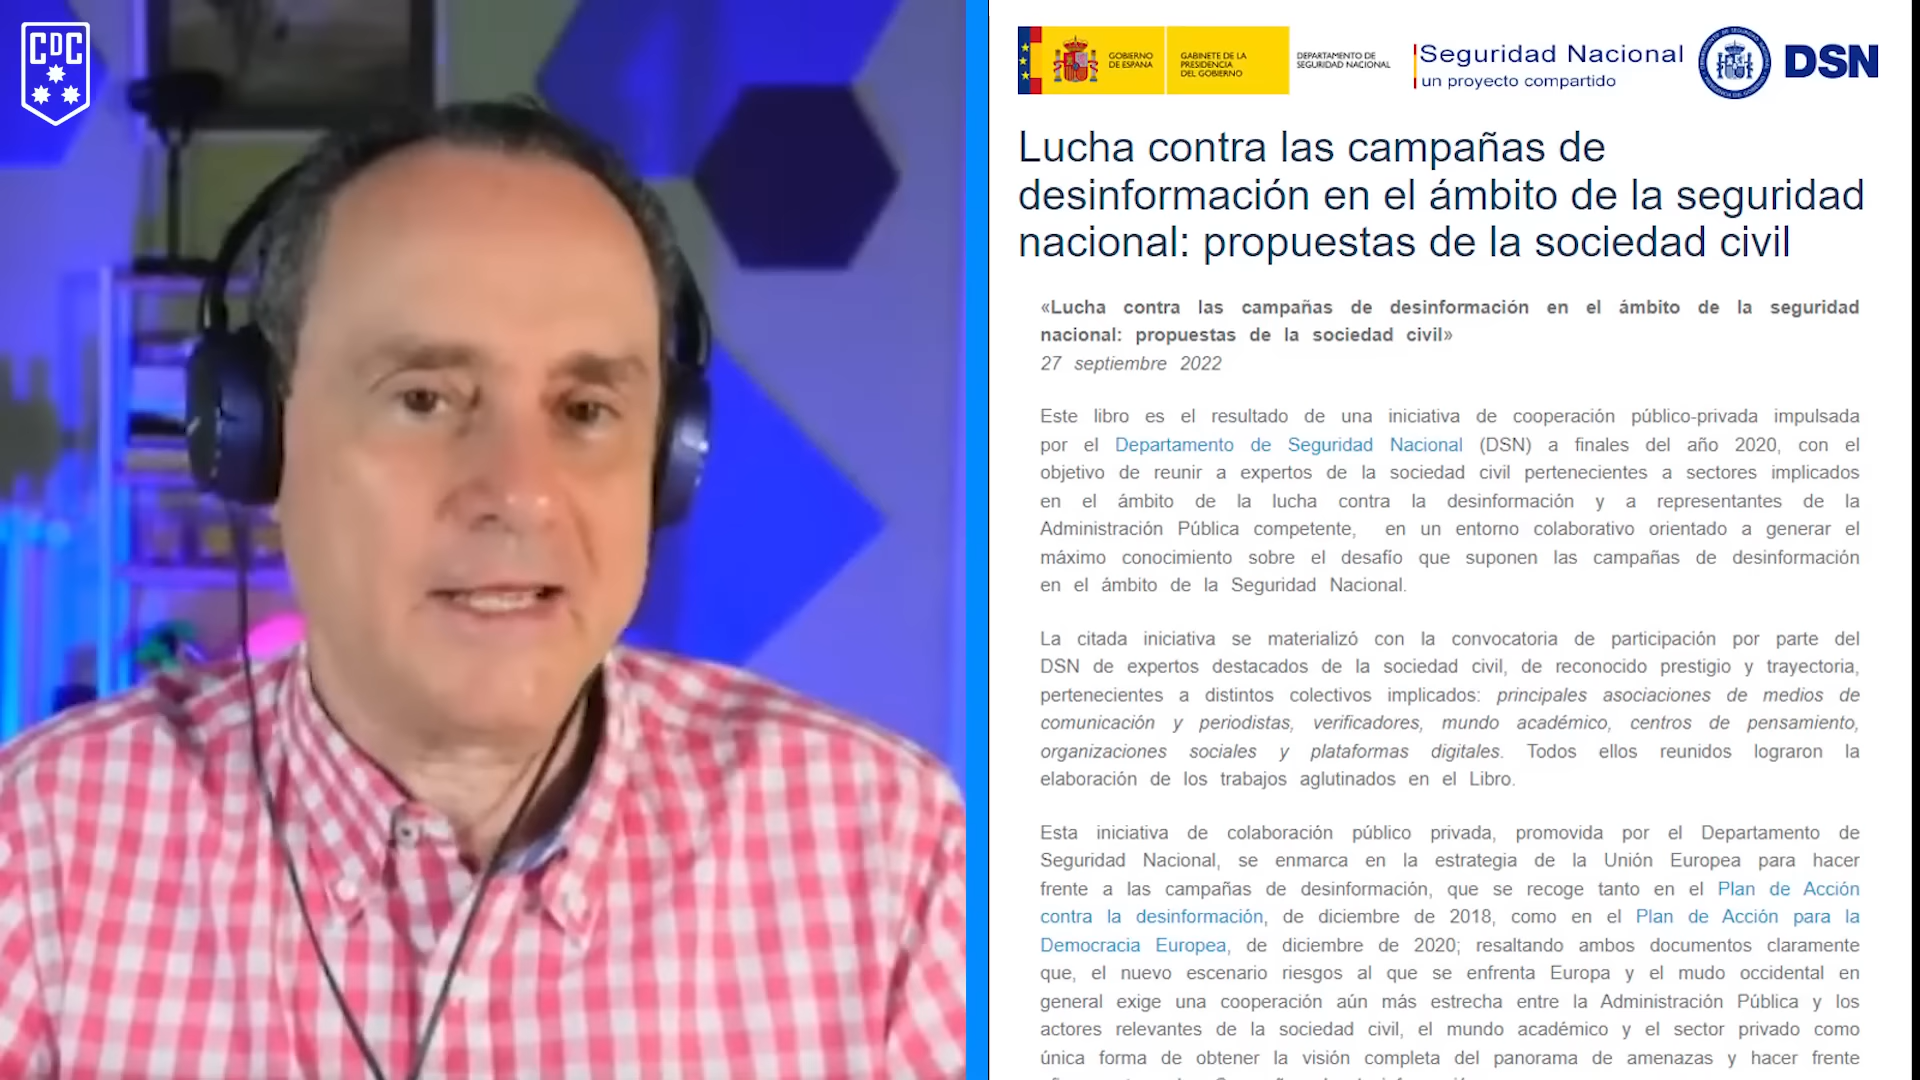 CDC
GOBIERNO
DE ESPAÑA
GABINETE DE LA
PRESIDENCIA
DEL GOBIERNO
DEPARTAMENTO DE
SEGURIDAD NACIONAL
Seguridad Nacional
un proyecto compartido
DSN
Lucha contra las campañas de
desinformación en el ámbito de la seguridad
nacional: propuestas de la sociedad civil
«Lucha contra las campañas de desinformación en el ámbito de la seguridad
nacional: propuestas de la sociedad civil»
27 septiembre 2022
Este libro es el resultado de una iniciativa de cooperación público-privada impulsada
por el Departamento de Seguridad Nacional (DSN) a finales del año 2020, con el
objetivo de reunir a expertos de la sociedad civil pertenecientes a sectores implicados
en el ámbito de la lucha contra la desinformación y a representantes de la
Administración Pública competente, en un entorno colaborativo orientado a generar el
máximo conocimiento sobre el desafío que suponen las campañas de desinformación
en el ámbito de la Seguridad Nacional.
La citada iniciativa se materializó con la convocatoria de participación por parte del
DSN de expertos destacados de la sociedad civil, de reconocido prestigio y trayectoria,
pertenecientes a distintos colectivos implicados: principales asociaciones de medios de
comunicación y periodistas, verificadores, mundo académico, centros de pensamiento,
organizaciones sociales y plataformas digitales. Todos ellos reunidos lograron la
elaboración de los trabajos aglutinados en el Libro.
Esta iniciativa de colaboración público privada, promovida por el Departamento de
Seguridad Nacional, se enmarca en la estrategia de la Unión Europea para hacer
frente a las campañas de desinformación, que se recoge tanto en el Plan de Acción
contra la desinformación, de diciembre de 2018, como en el Plan de Acción para la
Democracia Europea, de diciembre de 2020; resaltando ambos documentos claramente
que, el nuevo escenario riesgos al que se enfrenta Europa y el mudo occidental en
general exige una cooperación aún más estrecha entre la Administración Pública y los
actores relevantes de la sociedad civil, el mundo académico y el sector privado como
única forma de obtener la visión completa del panorama de amenazas y hacer frente